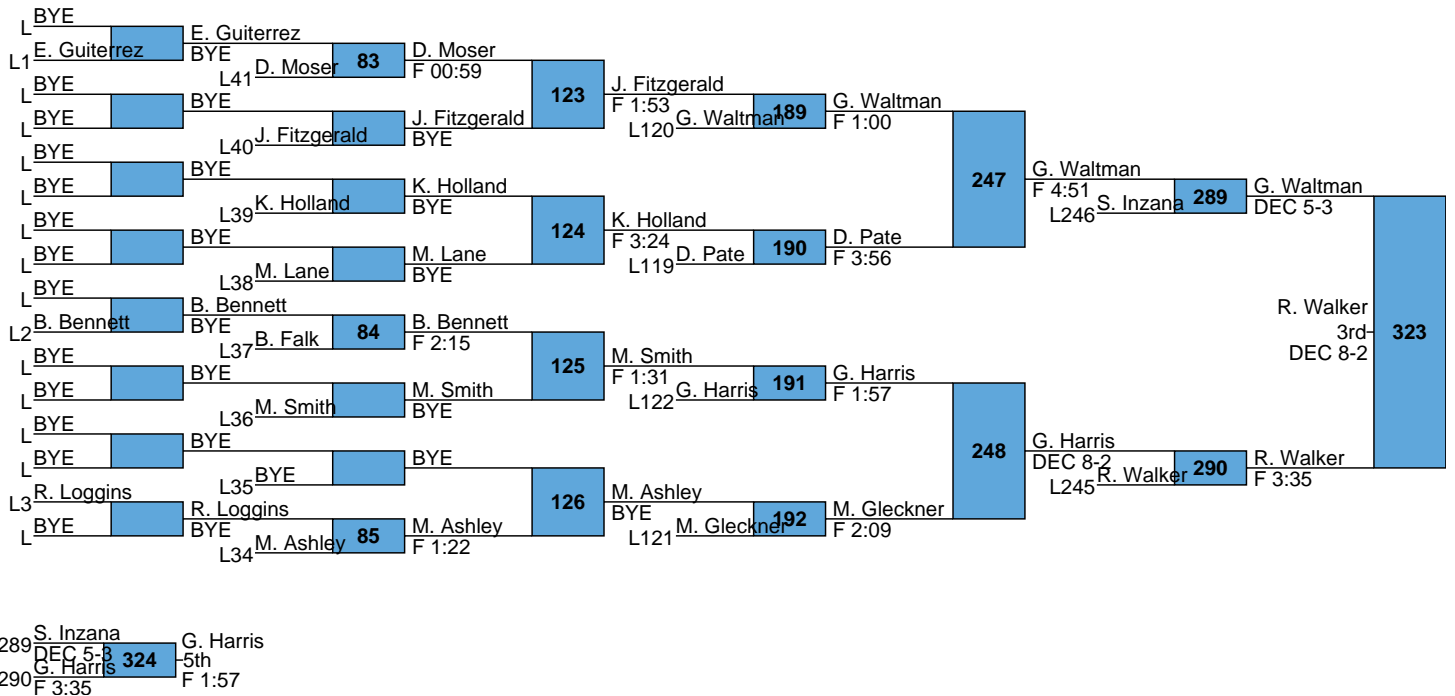 BYE
L
E. Guiterrez
L1
E. Guiterrez
BYE
D. Moser
L41
83
D. Moser
F 00:59
BYE
L
BYE
L
BYE
J. Fitzgerald
L40
J. Fitzgerald
BYE
123
J. Fitzgerald
F 1:53
G. Waltman
L120
189
G. Waltman
F 1:00
BYE
L
BYE
L
BYE
K. Holland
L39
K. Holland
BYE
BYE
L
BYE
L
BYE
M. Lane
L38
M. Lane
BYE
124
K. Holland
F 3:24
D. Pate
L119
190
D. Pate
F 3:56
247
G. Waltman
F 4:51
S. Inzana
L246
289
G. Waltman
DEC 5-3
BYE
L
B. Bennett
L2
B. Bennett
BYE
B. Falk
L37
84
B. Bennett
F 2:15
BYE
L
BYE
L
BYE
M. Smith
L36
M. Smith
BYE
125
M. Smith
F 1:31
G. Harris
L122
191
G. Harris
F 1:57
BYE
L
BYE
L
BYE
BYE
L35
BYE
R. Loggins
L3
BYE
L
R. Loggins
BYE
M. Ashley
L34
85
M. Ashley
F 1:22
126
M. Ashley
BYE
M. Gleckner
L121
192
M. Gleckner
F 2:09
248
G. Harris
DEC 8-2
R. Walker
L245
290
R. Walker
F 3:35
R. Walker
3rd
DEC 8-2
323
S. Inzana
289
DEC 5-3
G. Harris
290
F 3:35
324
G. Harris
5th
F 1:57